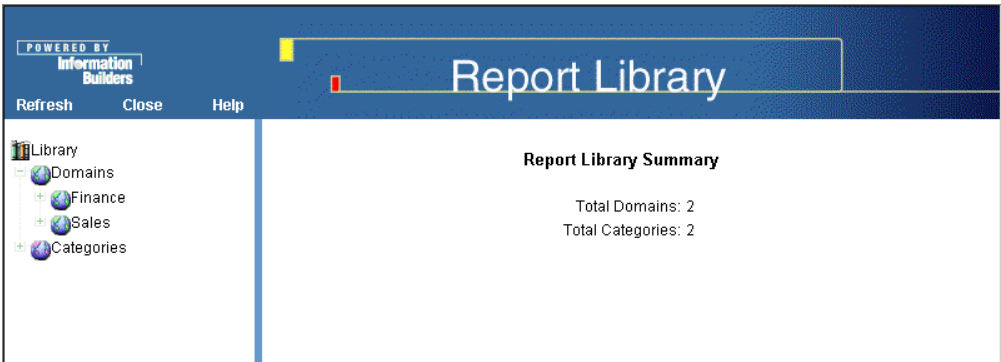 POWERED BY
Information
Builders
Report Library
Refresh Close Help
Library
Domains
Finance
Sales
Categories
Report Library Summary
Total Domains: 2
Total Categories: 2